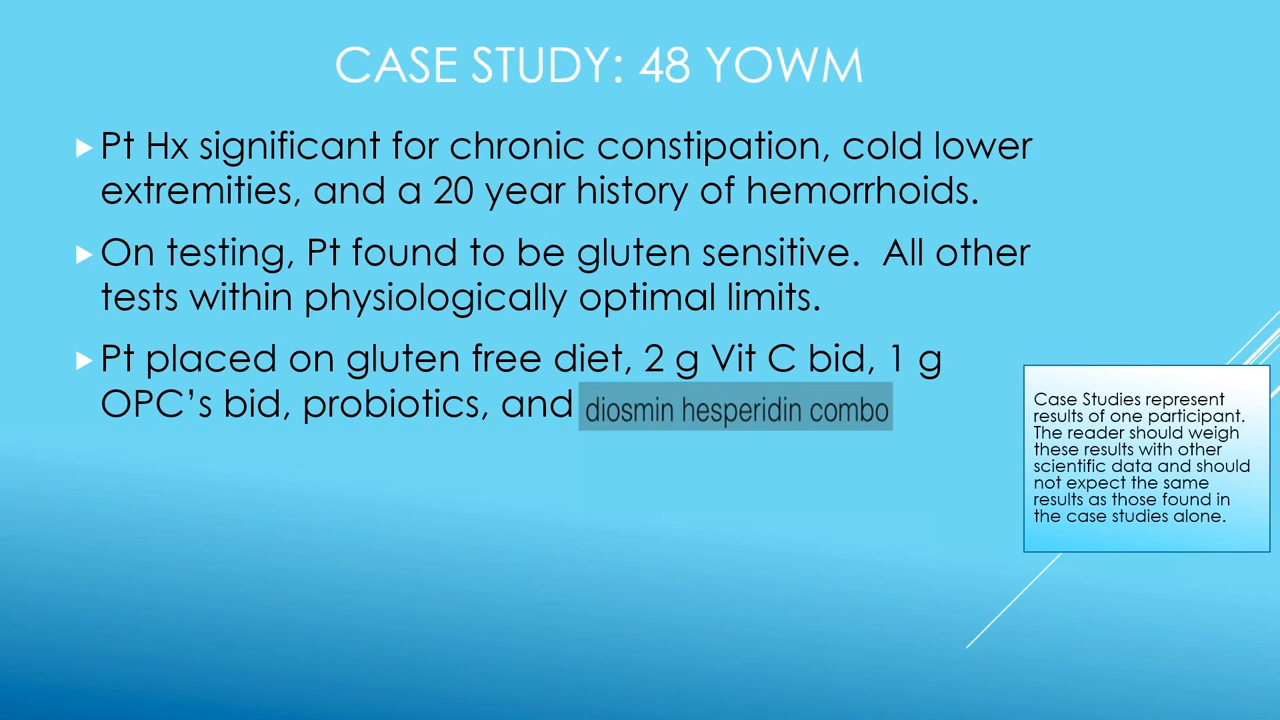 CASE STUDY: 48 YOWM
Pt Hx significant for chronic constipation, cold lower
extremities, and a 20 year history of hemorrhoids.
On testing, Pt found to be gluten sensitive.  All other
tests within physiologically optimal limits.
Pt placed on gluten free diet, 2 g Vit C bid, 1 g
OPC’s bid, probiotics, and diosmin hesperidin combo
Case Studies represent
results of one participant.
The reader should weigh
these results with other
scientific data and should
not expect the same
results as those found in
the case studies alone.